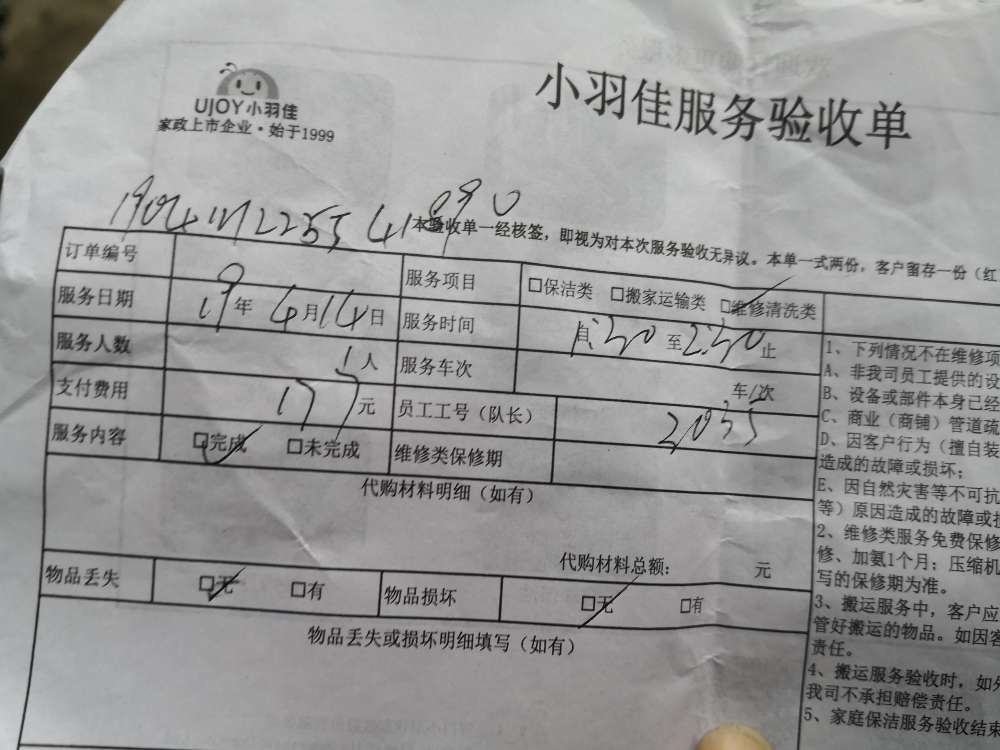 UJOY小羽佳
家政上市企业·始于1999
小羽佳服务验收单
本验收单一经核签，即视为对本次服务验收无异议。本单一式两份，客户留存一份（红
订单编号
服务项目 □保洁类 □搬家运输类 □维修清洗类
服务日期 19年4月14日
服务时间 自 至2:30止
服务人数 1人
服务车次 车/次
支付费用 元
员工工号（队长） 2035
服务内容 □完成 □未完成
维修类保修期
代购材料明细（如有）
代购材料总额： 元
物品丢失 □无 □有
物品损坏 □无 □有
物品丢失或损坏明细填写（如有）
1、下列情况不在维修项
A、非我司员工提供的设
B、设备或部件本身已经
C、商业（商铺）管道疏
D、因客户行为（擅自装
造成的故障或损坏；
E、因自然灾害等不可抗
等）原因造成的故障或损
2、维修类服务免费保修
修、加氨1个月；压缩机
写的保修期为准。
3、搬运服务中，客户应
管好搬运的物品。如因客
责任。
4、搬运服务验收时，如外
我司不承担赔偿责任。
5、家庭保洁服务验收结束